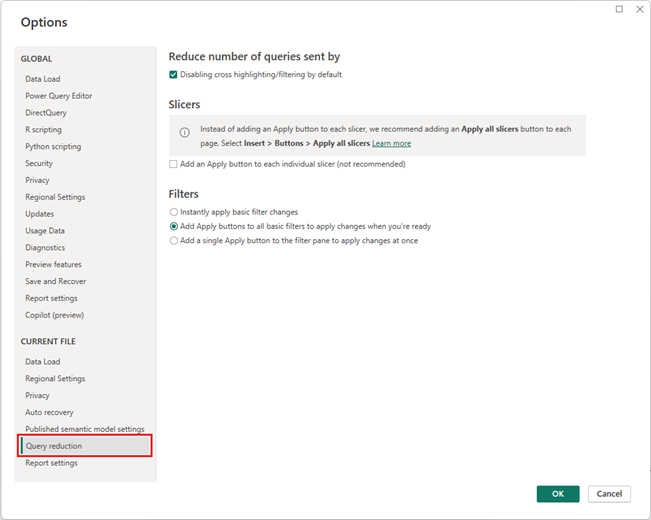 Options
GLOBAL
Data Load
Power Query Editor
DirectQuery
R scripting
Python scripting
Security
Privacy
Regional Settings
Updates
Usage Data
Diagnostics
Preview features
Save and Recover
Report settings
Copilot (preview)
CURRENT FILE
Data Load
Regional Settings
Privacy
Auto recovery
Published semantic model settings
Query reduction
Report settings
Reduce number of queries sent by
Disabling cross highlighting/filtering by default
Slicers
Instead of adding an Apply button to each slicer, we recommend adding an Apply all slicers button to each
page. Select Insert > Buttons > Apply all slicers Learn more
Add an Apply button to each individual slicer (not recommended)
Filters
Instantly apply basic filter changes
Add Apply buttons to all basic filters to apply changes when you're ready
Add a single Apply button to the filter pane to apply changes at once
OK
Cancel